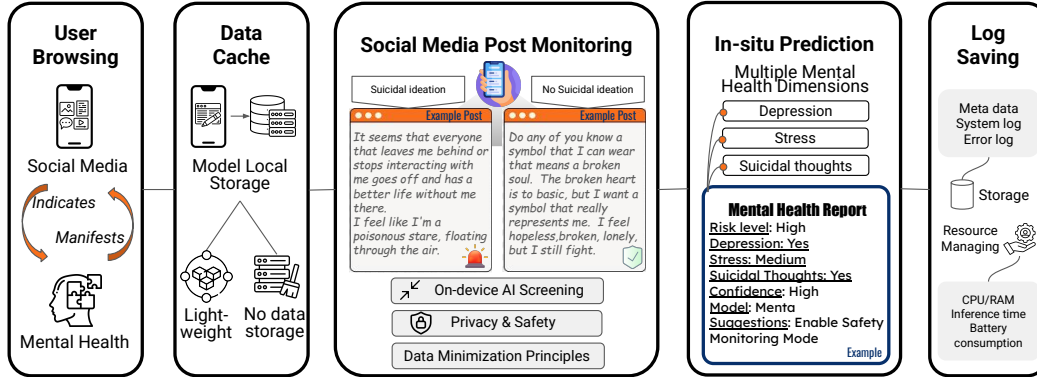 User
Browsing
Social Media
Indicates
Manifests
Mental Health
Data
Cache
Model Local
Storage
Light-
weight
No data
storage
Social Media Post Monitoring
Suicidal ideation
No Suicidal ideation
Example Post
It seems that everyone
that leaves me behind or
stops interacting with
me goes off and has a
better life without me
there.
I feel like I'm a
poisonous stare, floating
through the air.
Example Post
Do any of you know a
symbol that I can wear
that means a broken
soul. The broken heart
is to basic, but I want a
symbol that really
represents me. I feel
hopeless,broken, lonely,
but I still fight.
On-device AI Screening
Privacy & Safety
Data Minimization Principles
In-situ Prediction
Multiple Mental
Health Dimensions
Depression
Stress
Suicidal thoughts
Mental Health Report
Risk level: High
Depression: Yes
Stress: Medium
Suicidal Thoughts: Yes
Confidence: High
Model: Menta
Suggestions: Enable Safety
Monitoring Mode
Example
Log
Saving
Meta data
System log
Error log
Storage
Resource
Managing
CPU/RAM
Inference time
Battery
consumption